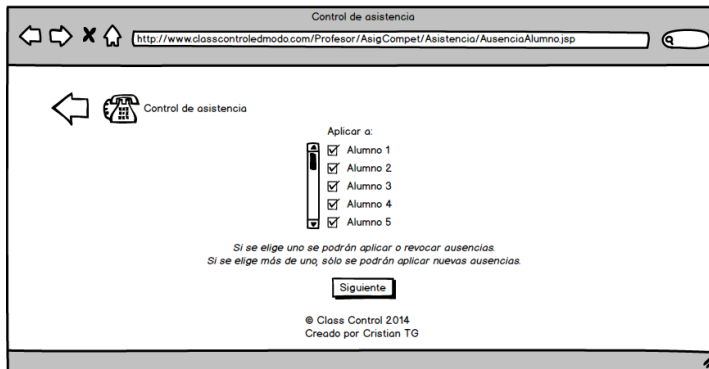 Control de asistencia
http://www.classcontroledmodo.com/Profesor/AsigCompet/Asistencia/AusenciaAlumno.jsp
Control de asistencia
Aplicar a:
Alumno 1
Alumno 2
Alumno 3
Alumno 4
Alumno 5
Si se elige uno se podrán aplicar o revocar ausencias.
Si se elige más de uno, sólo se podrán aplicar nuevas ausencias.
Siguiente
© Class Control 2014
Creado por Cristian TG